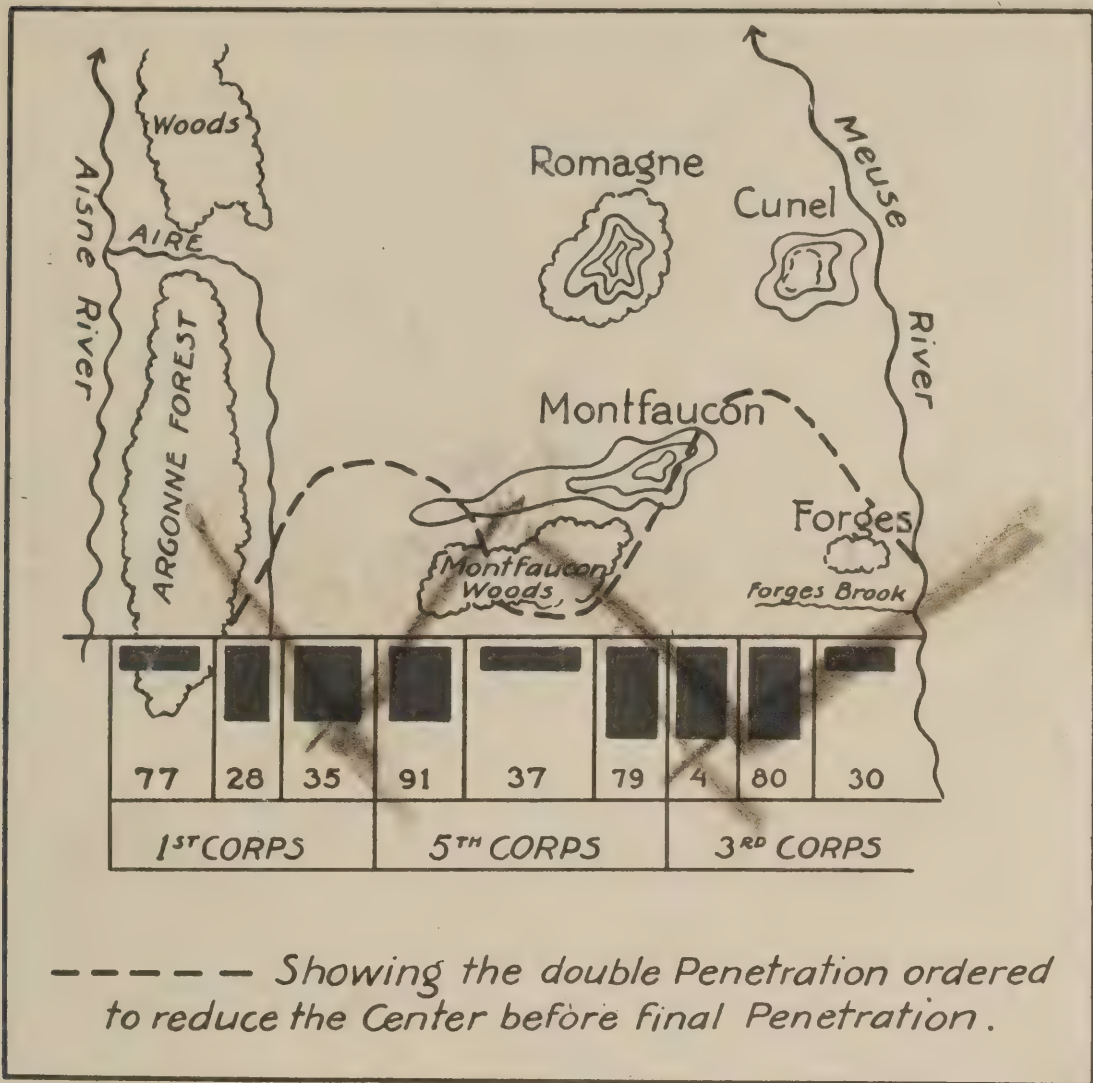 Woods
Romagne
Cunel
Meuse River
Aisne River
AIRE
ARGONNE FOREST
Montfaucon
Montfaucon
Woods
Forges
Forges Brook
77 28 35 91 37 79 4 80 30
1ST CORPS 5TH CORPS 3RD CORPS
Showing the double Penetration ordered
to reduce the Center before final Penetration.